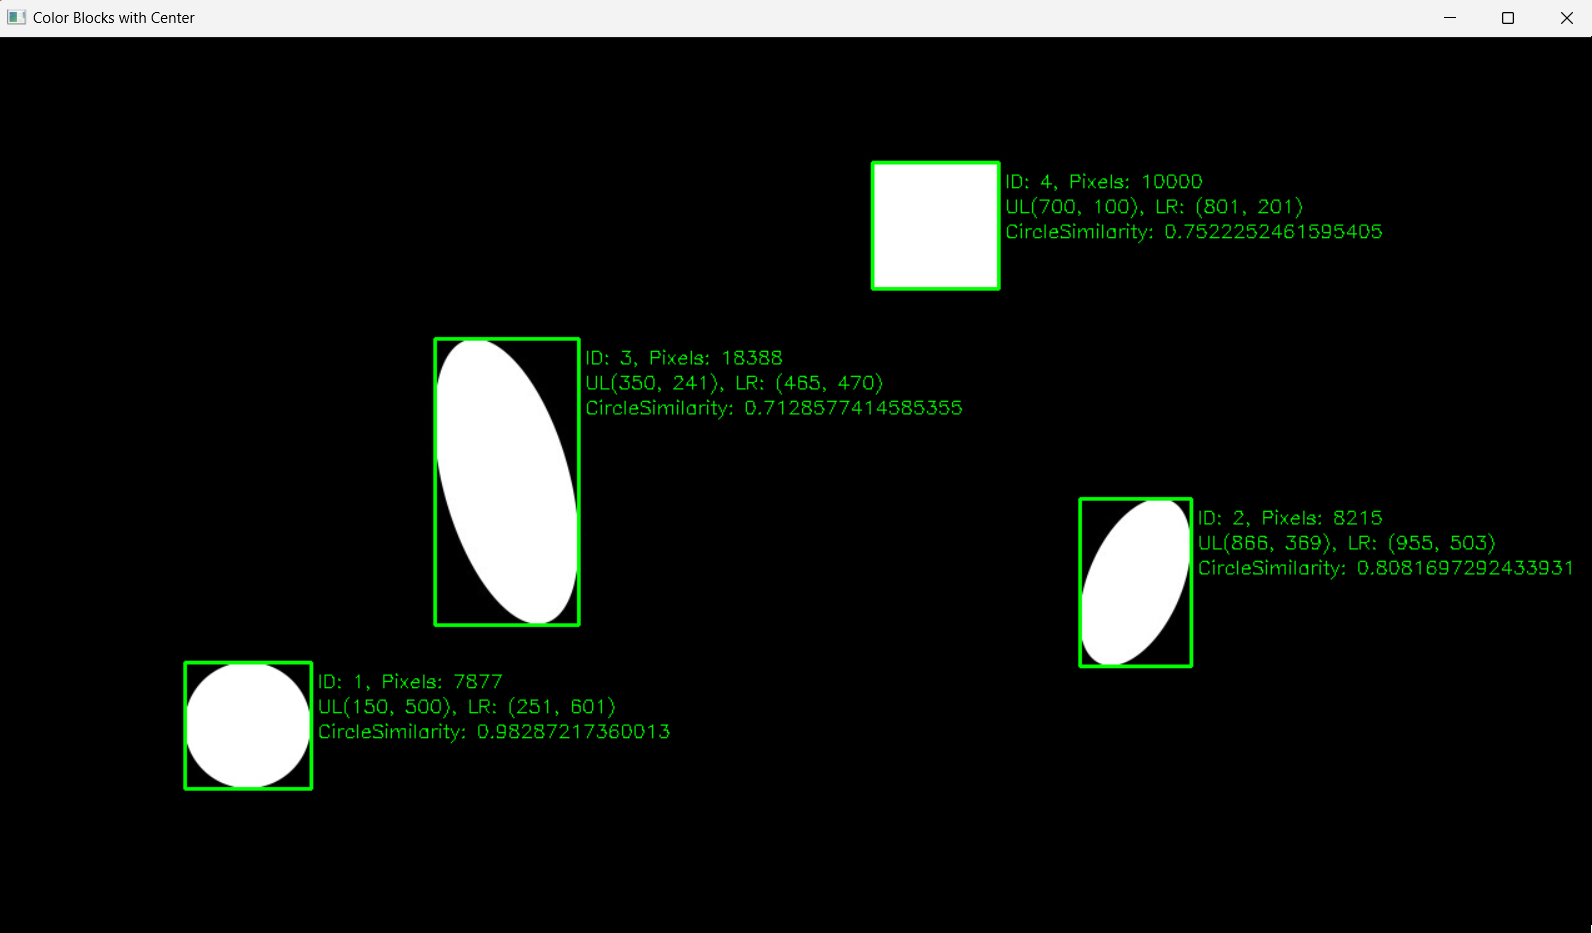 Color Blocks with Center
ID: 4, Pixels: 10000
UL(700, 100), LR: (801, 201)
CircleSimilarity: 0.7522252461595405
ID: 3, Pixels: 18388
UL(350, 241), LR: (465, 470)
CircleSimilarity: 0.7128577414585355
ID: 2, Pixels: 8215
UL(866, 369), LR: (955, 503)
CircleSimilarity: 0.8081697292433931
ID: 1, Pixels: 7877
UL(150, 500), LR: (251, 601)
CircleSimilarity: 0.98287217360013